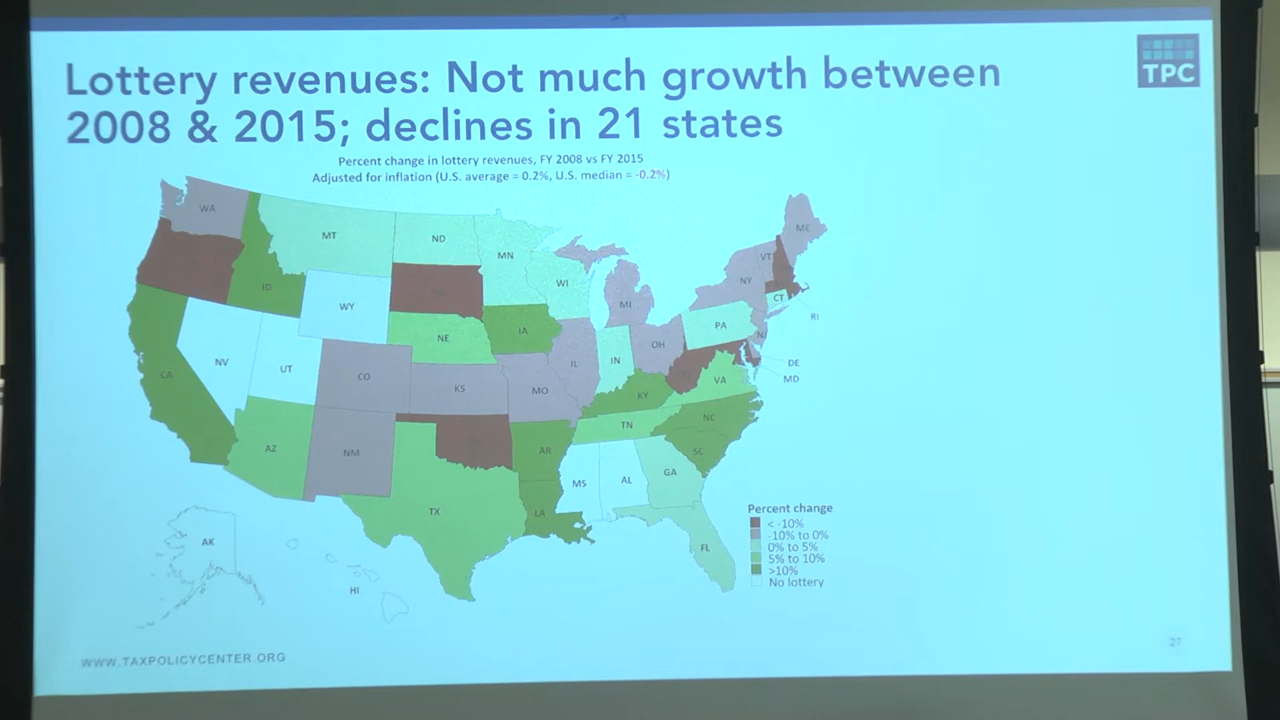 Lottery revenues: Not much growth between
2008 & 2015; declines in 21 states
TPC
Percent change in lottery revenues, FY 2008 vs FY 2015
Adjusted for inflation (U.S. average = 0.2%, U.S. median = -0.2%)
WA
MT
ND
MN
ME
VT
ID
WY
WI
NY
MI
CT
RI
NE
IA
PA
NJ
NV
UT
CO
KS
MO
IL
IN
OH
DE
MD
CA
KY
VA
AZ
NM
AR
TN
NC
SC
MS
AL
GA
TX
LA
FL
AK
HI
Percent change
< -10%
-10% to 0%
0% to 5%
5% to 10%
>10%
No lottery
WWW.TAXPOLICYCENTER.ORG
27